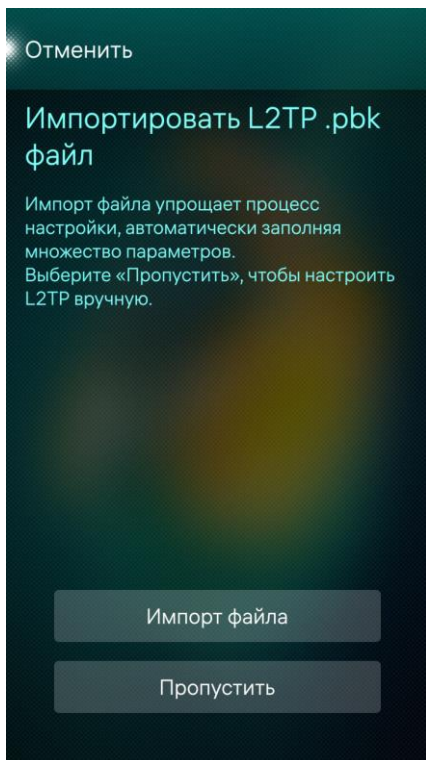 Отменить
Импортировать L2TP .pbk
файл
Импорт файла упрощает процесс
настройки, автоматически заполняя
множество параметров.
Выберите «Пропустить», чтобы настроить
L2TP вручную.
Импорт файла
Пропустить